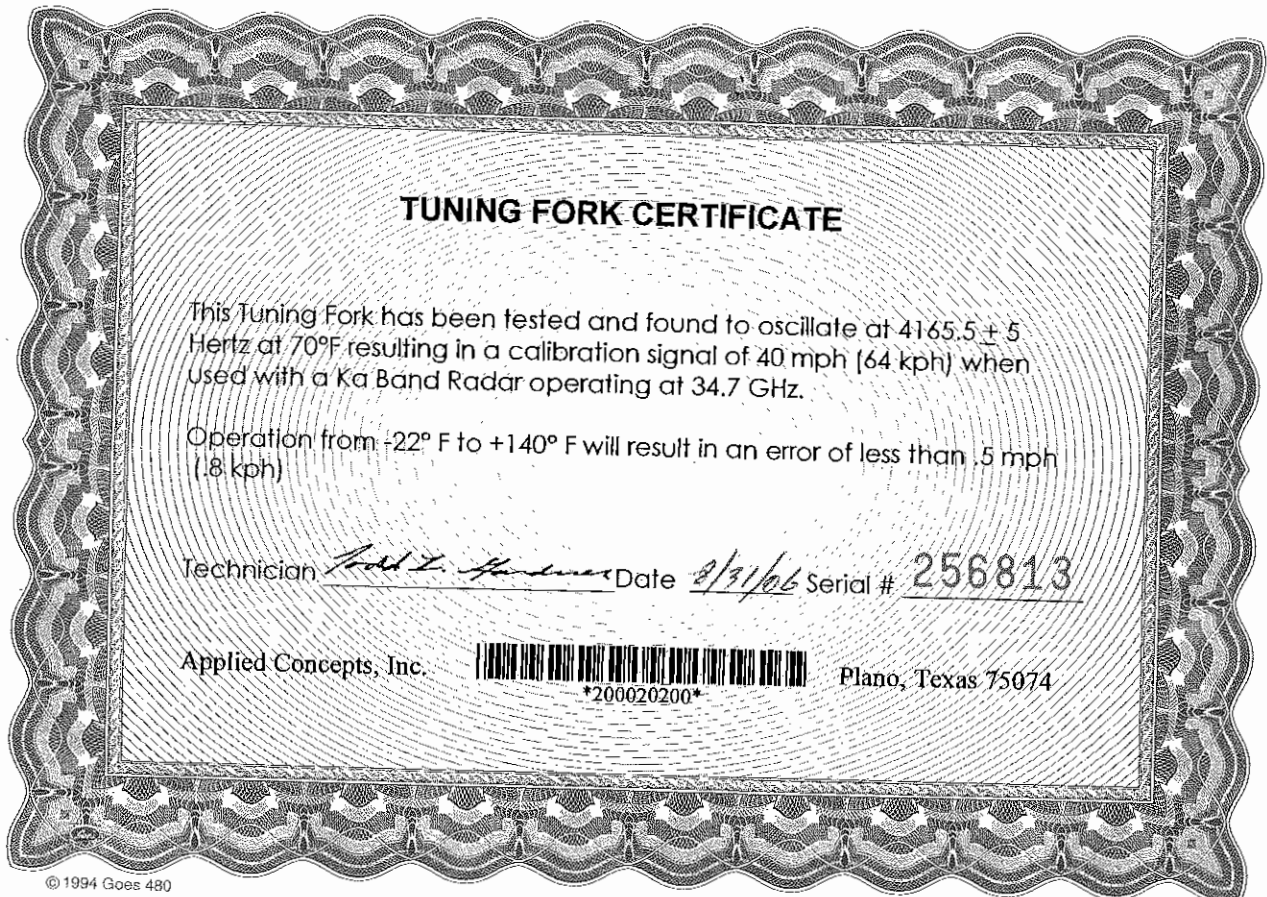 TUNING FORK CERTIFICATE
This Tuning Fork has been tested and found to oscillate at 4165.5 ± 5
Hertz at 70°F resulting in a calibration signal of 40 mph (64 kph) when
used with a Ka Band Radar operating at 34.7 GHz.
Operation from -22° F to +140° F will result in an error of less than .5 mph
(.8 kph)
Technician Todd L. Gardner Date 8/31/06 Serial # 256813
Applied Concepts, Inc. *200020200* Plano, Texas 75074
© 1994 Goes 480